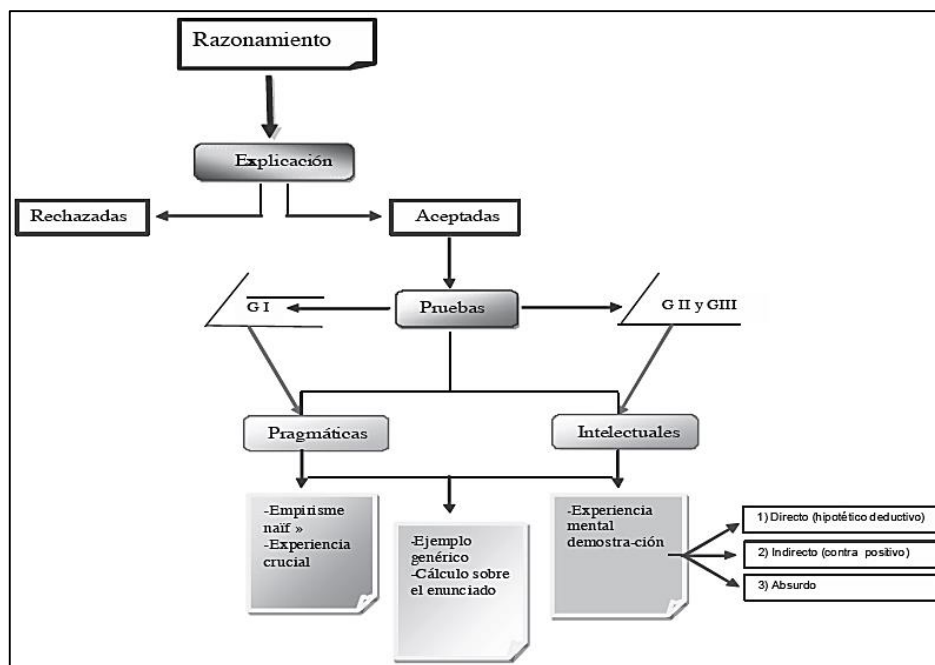 Razonamiento
Explicación
Rechazadas
Aceptadas
G I
Pruebas
G II y GIII
Pragmáticas
Intelectuales
-Empirisme
naïf »
-Experiencia
crucial
-Ejemplo
genérico
-Cálculo sobre
el enunciado
-Experiencia
mental
demostra-ción
1) Directo (hipotético deductivo)
2) Indirecto (contra positivo)
3) Absurdo